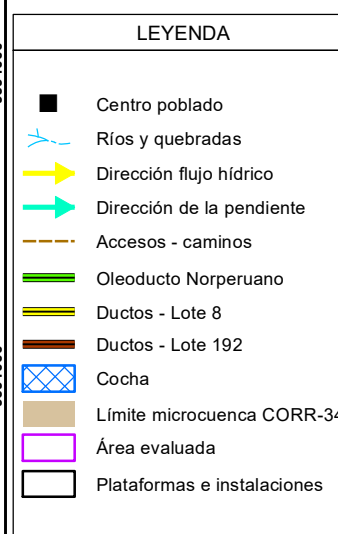 LEYENDA
Centro poblado
Ríos y quebradas
Dirección flujo hídrico
Dirección de la pendiente
Accesos - caminos
Oleoducto Norperuano
Ductos - Lote 8
Ductos - Lote 192
Cocha
Límite microcuenca CORR-34
Área evaluada
Plataformas e instalaciones